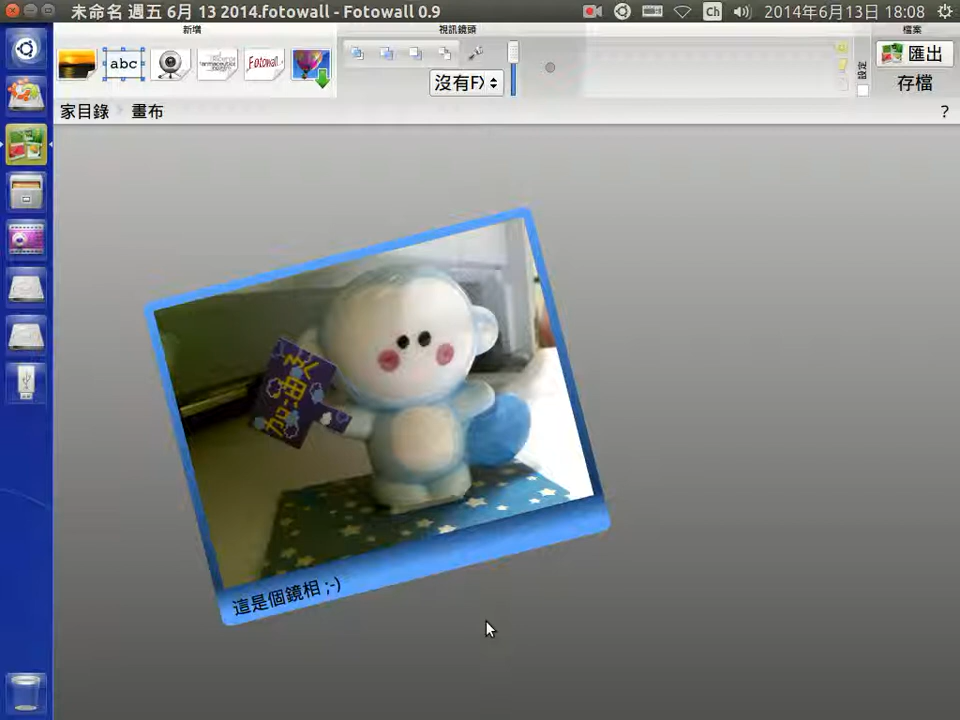 未命名 週五 6月 13 2014.fotowall - Fotowall 0.9
Ch
2014年6月13日 18:08
新增
視訊鏡頭
檔案
abc
Fotowall
沒有FX
設定
匯出
存檔
家目錄
畫布
?
加油
這是個鏡相 ;-)